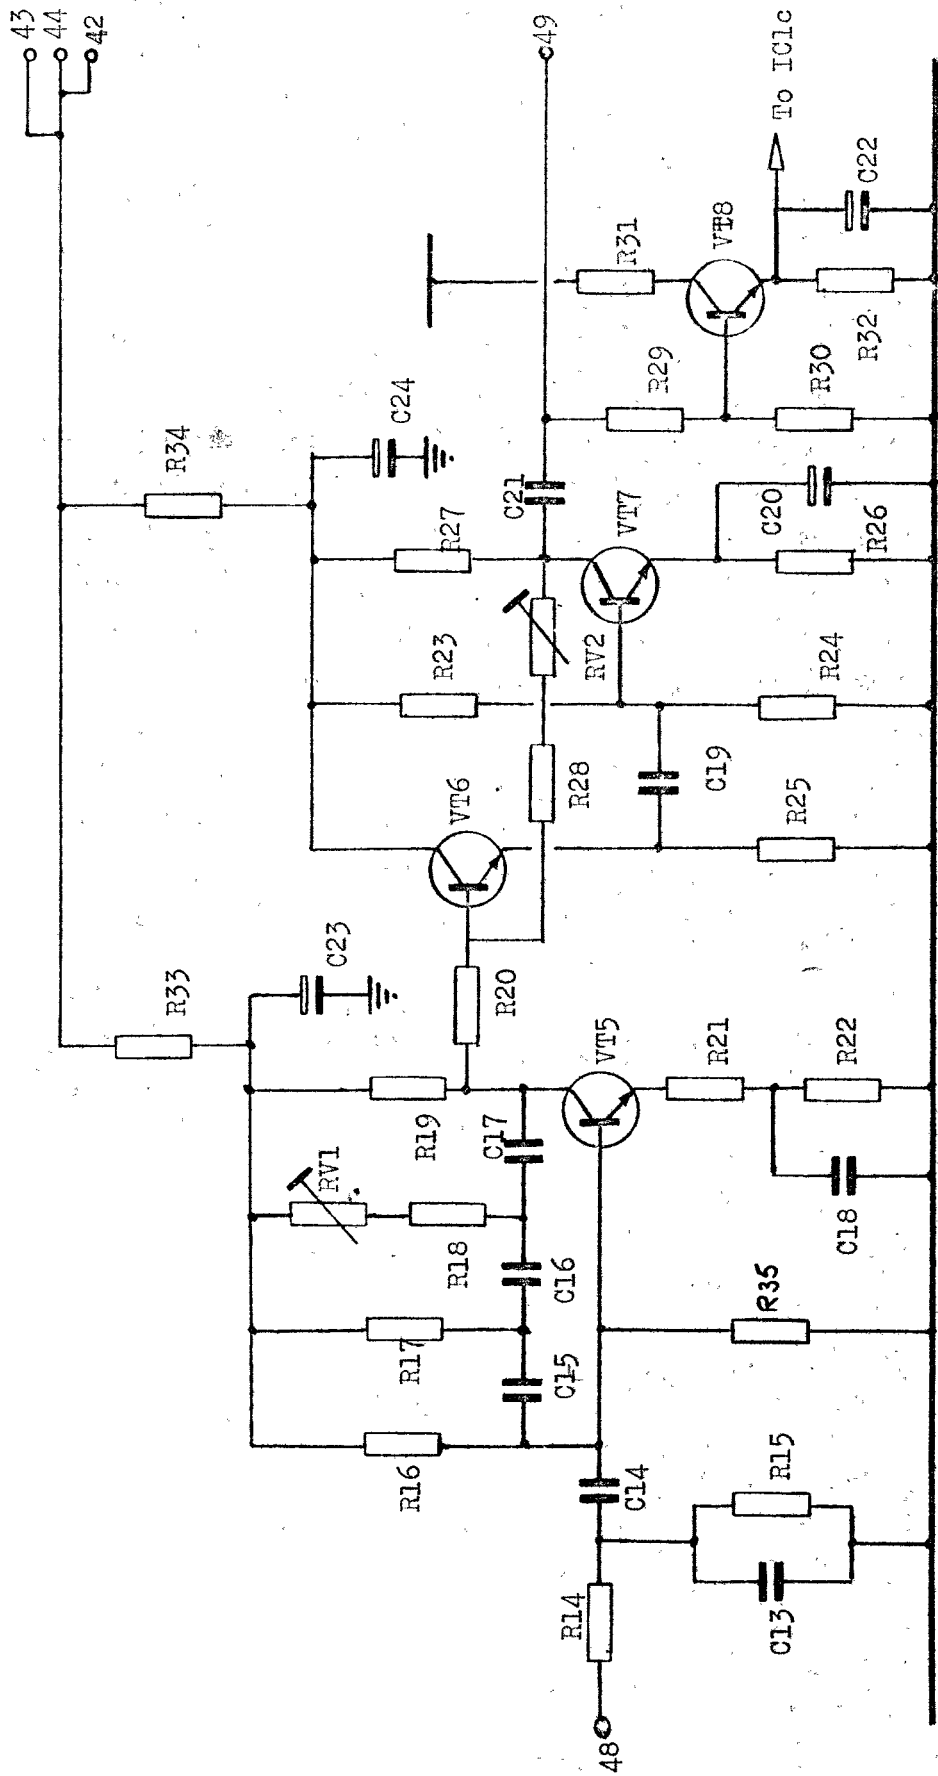 43
44
42
49
To IC1c
C22
VT8
R31
R32
R29
R30
C24
R34
C21
R27
VT7
C20
R26
RV2
R23
R24
C19
R28
VT6
R25
C23
R33
R20
VT5
R21
R22
R19
C17
RV1
C18
R18
C16
R35
R17
C15
R16
R15
C14
C13
R14
48